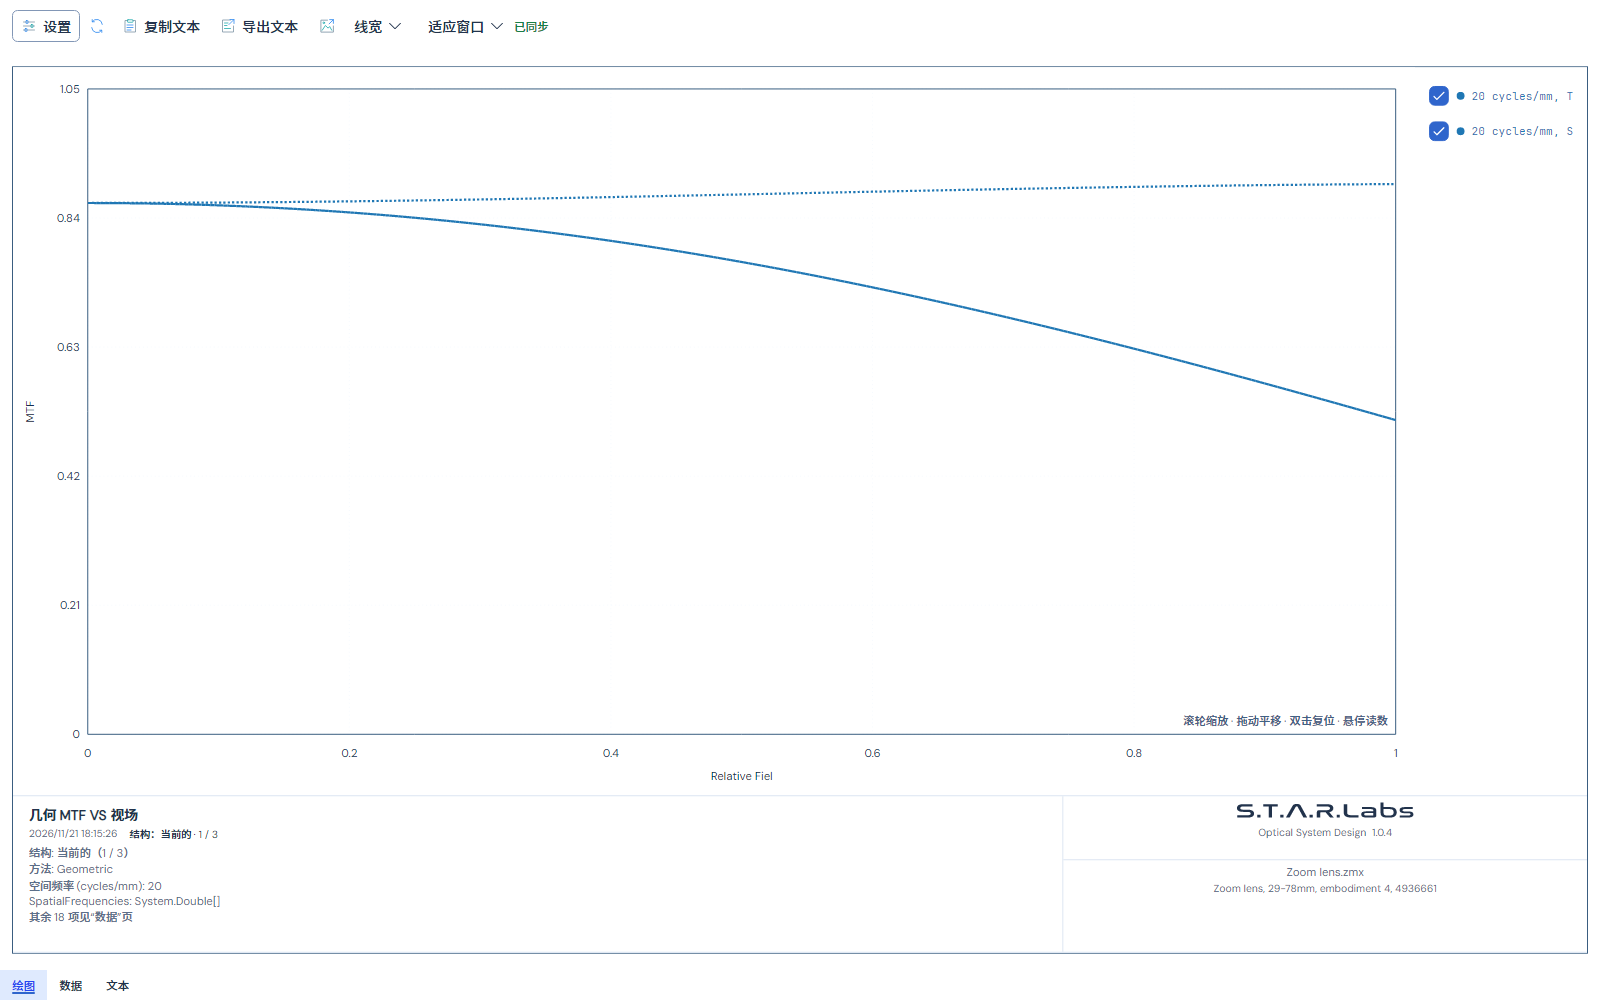 设置 复制文本 导出文本 线宽 适应窗口 已同步
1.05
0.84
0.63
0.42
0.21
0
MTF
0 0.2 0.4 0.6 0.8 1
Relative Fiel
滚轮缩放 · 拖动平移 · 双击复位 · 悬停读数
20 cycles/mm, T
20 cycles/mm, S
几何 MTF VS 视场
2026/11/21 18:15:26 结构：当前的 · 1 / 3
结构: 当前的（1 / 3）
方法: Geometric
空间频率 (cycles/mm): 20
SpatialFrequencies: System.Double[]
其余 18 项见“数据”页
S.T.A.R.Labs
Optical System Design 1.0.4
Zoom lens.zmx
Zoom lens, 29-78mm, embodiment 4, 4936661
绘图 数据 文本